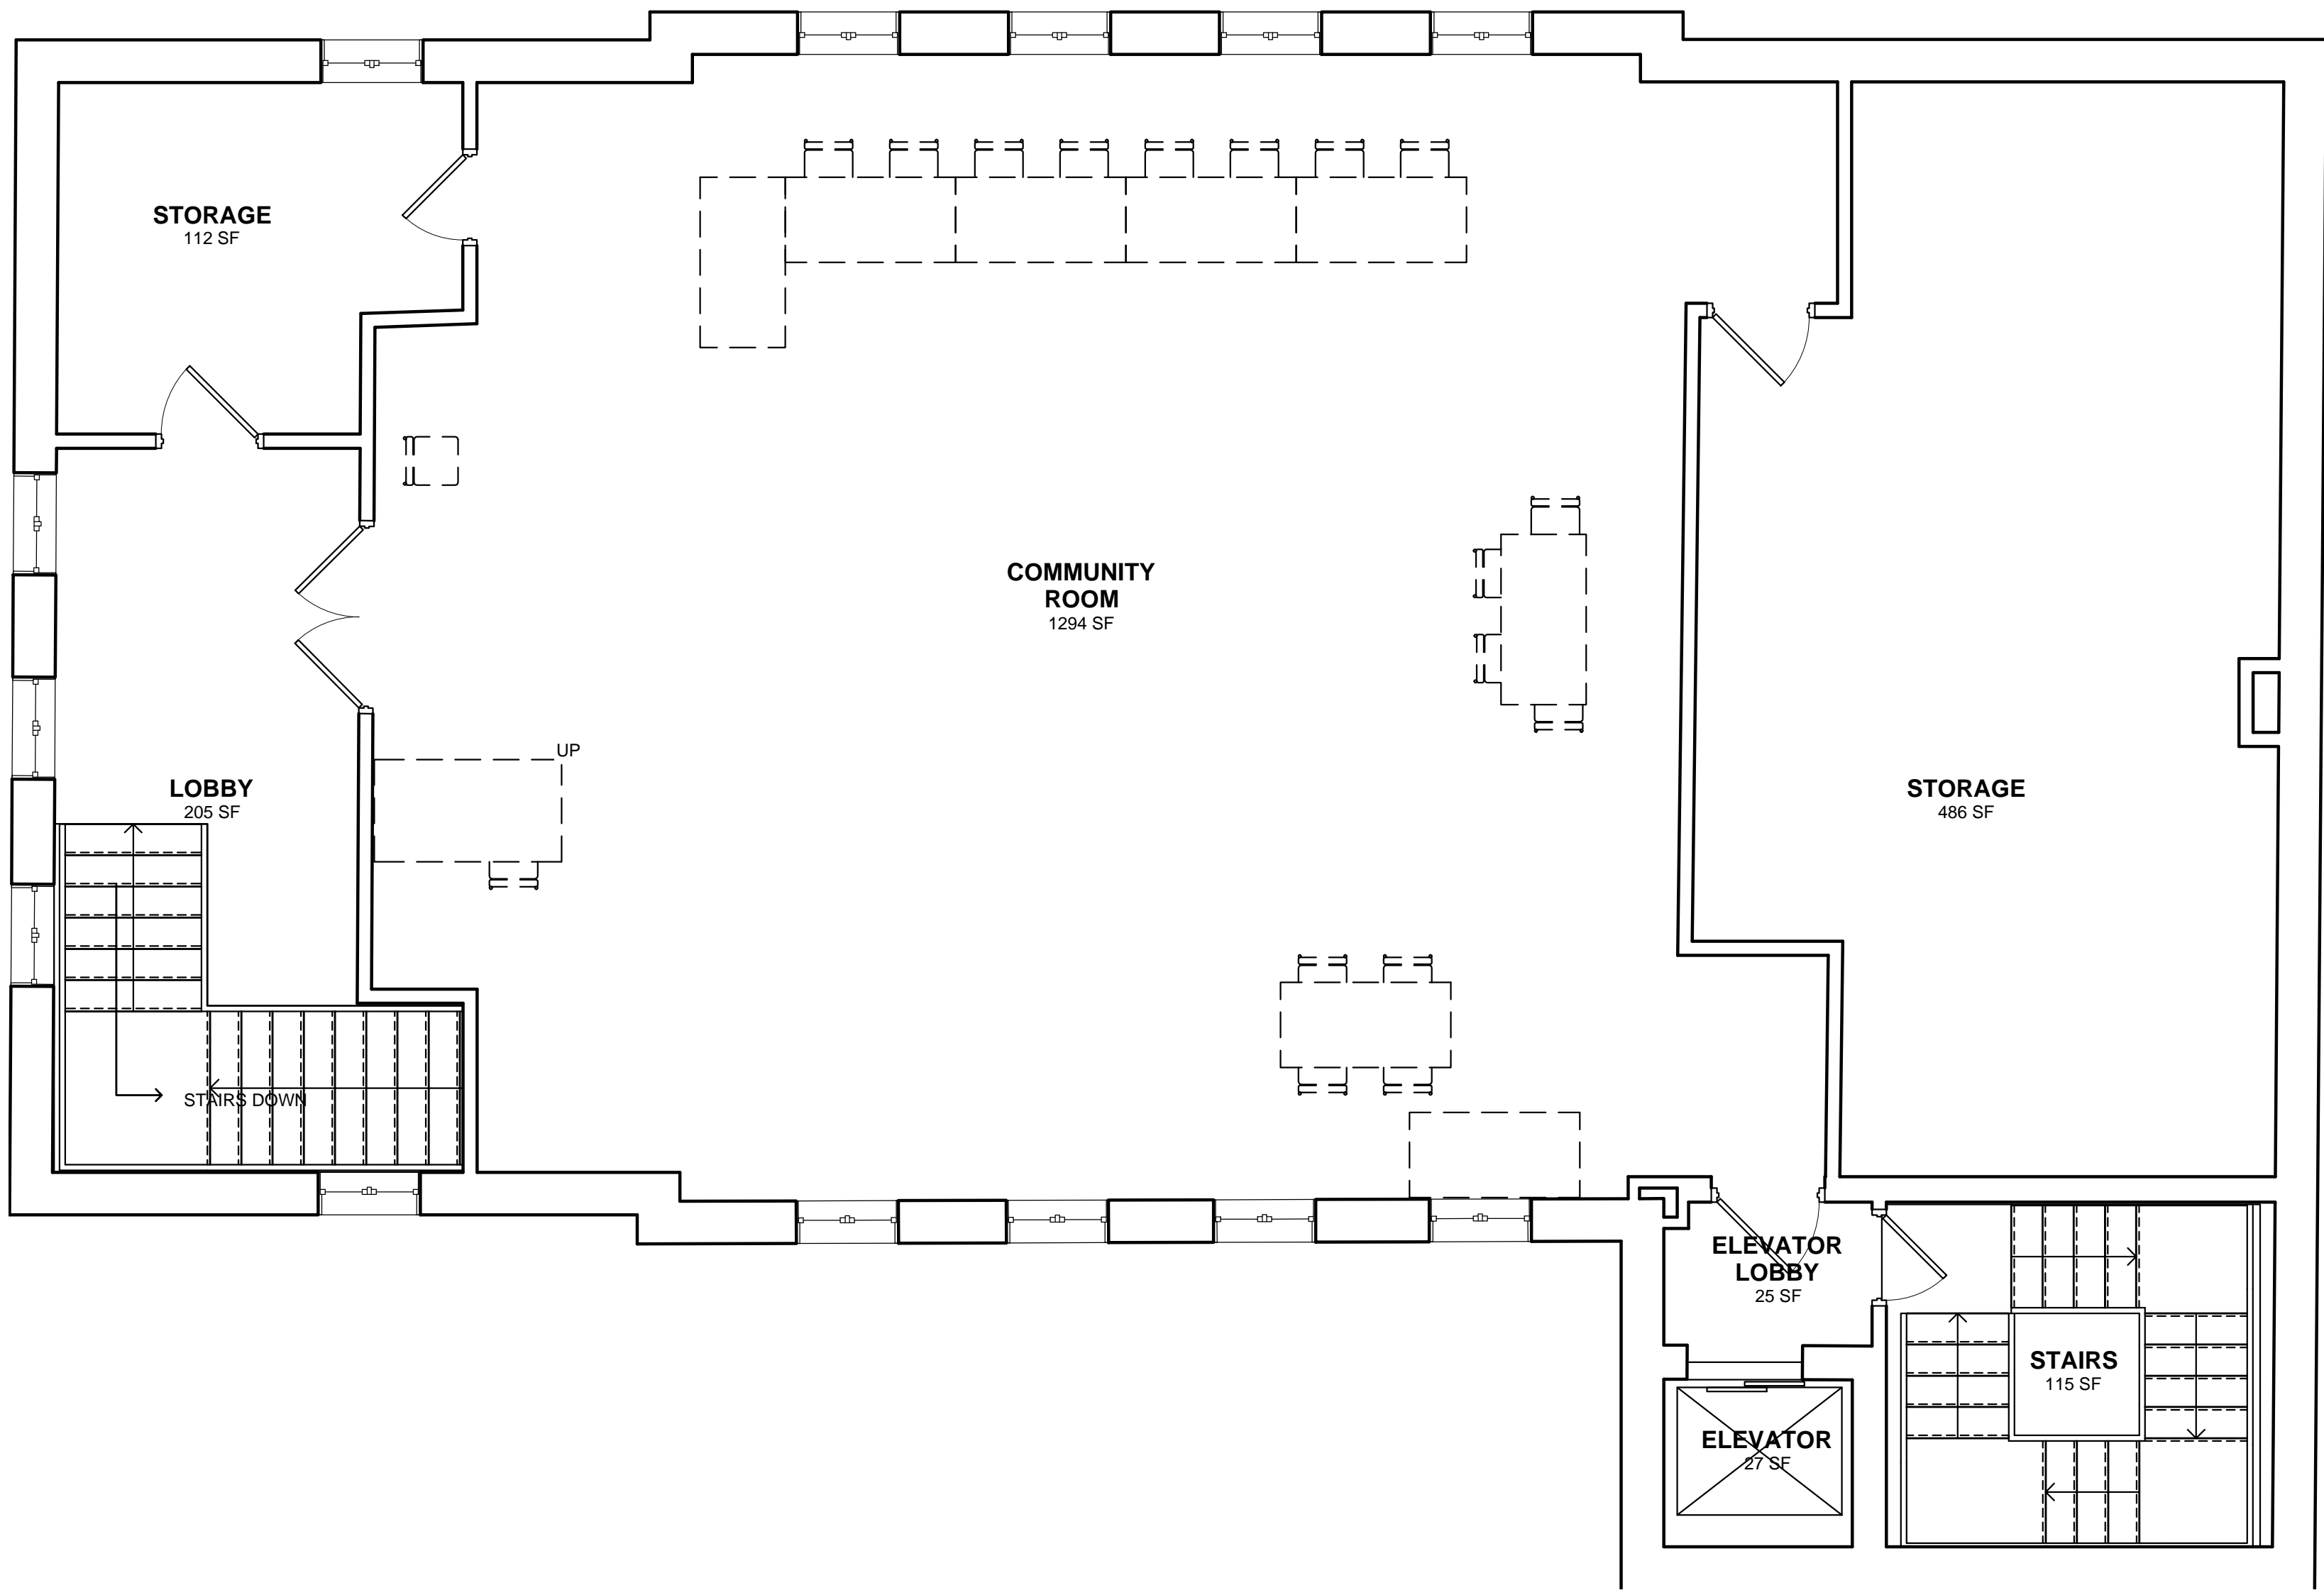 STORAGE
112 SF
COMMUNITY
ROOM
1294 SF
UP
LOBBY
205 SF
STORAGE
486 SF
STAIRS DOWN
ELEVATOR
LOBBY
25 SF
STAIRS
115 SF
ELEVATOR
27 SF